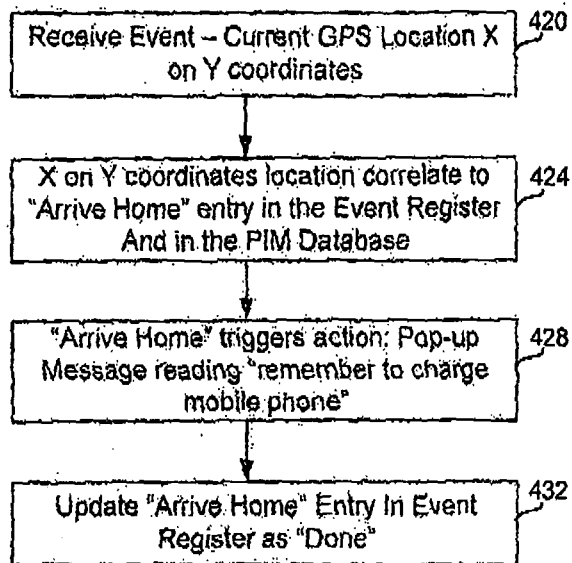 Receive Event – Current GPS Location X
on Y coordinates
420
X on Y coordinates location correlate to
"Arrive Home" entry in the Event Register
And in the PIM Database
424
"Arrive Home" triggers action: Pop-up
Message reading "remember to charge
mobile phone"
428
Update "Arrive Home" Entry In Event
Register as "Done"
432